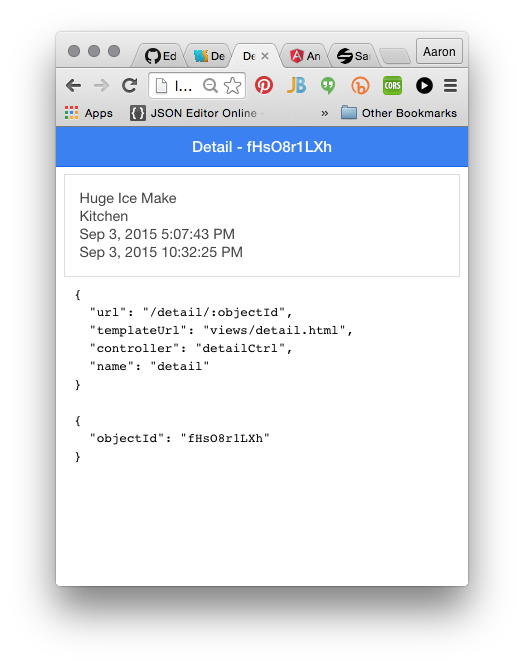 Ed
De
De
An
Sa
Aaron
l...
JB
CORS
Apps
{} JSON Editor Online -
»
Other Bookmarks
Detail - fHsO8r1LXh
Huge Ice Make
Kitchen
Sep 3, 2015 5:07:43 PM
Sep 3, 2015 10:32:25 PM
{
  "url": "/detail/:objectId",
  "templateUrl": "views/detail.html",
  "controller": "detailCtrl",
  "name": "detail"
}
{
  "objectId": "fHsO8r1LXh"
}